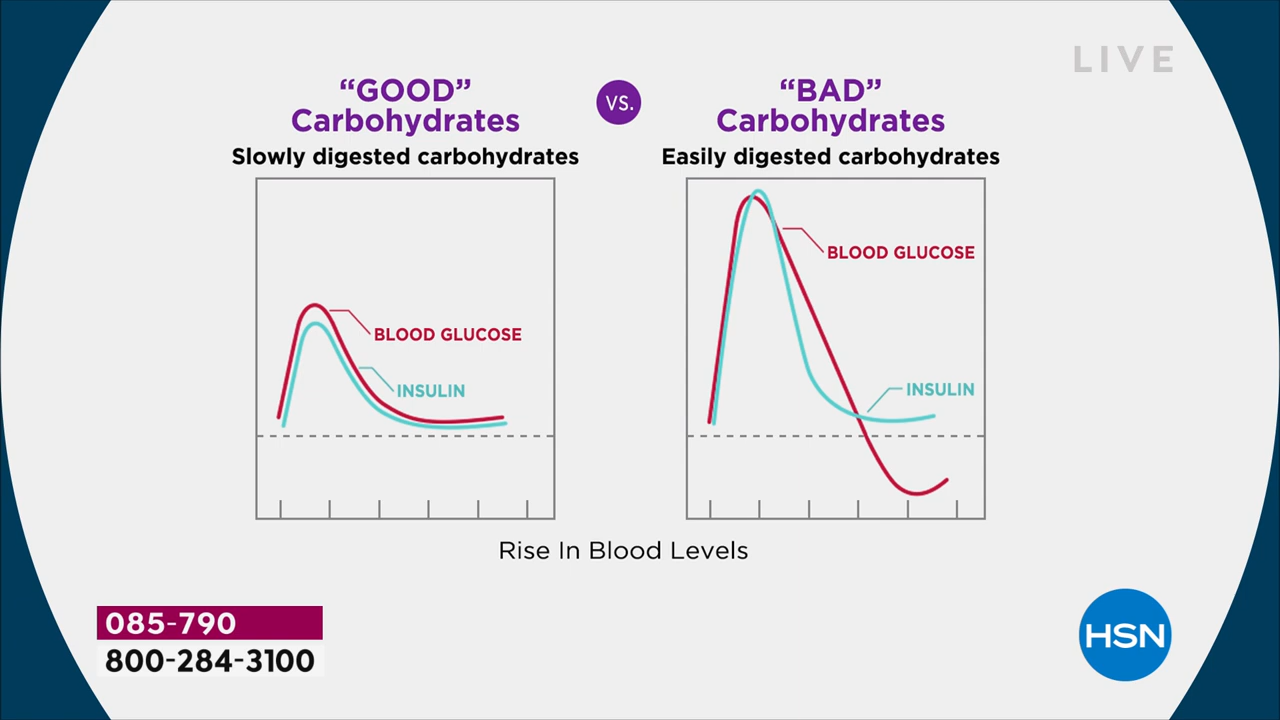 LIVE
“GOOD”
Carbohydrates
Slowly digested carbohydrates
VS.
“BAD”
Carbohydrates
Easily digested carbohydrates
BLOOD GLUCOSE
INSULIN
BLOOD GLUCOSE
INSULIN
Rise In Blood Levels
085-790
800-284-3100
HSN